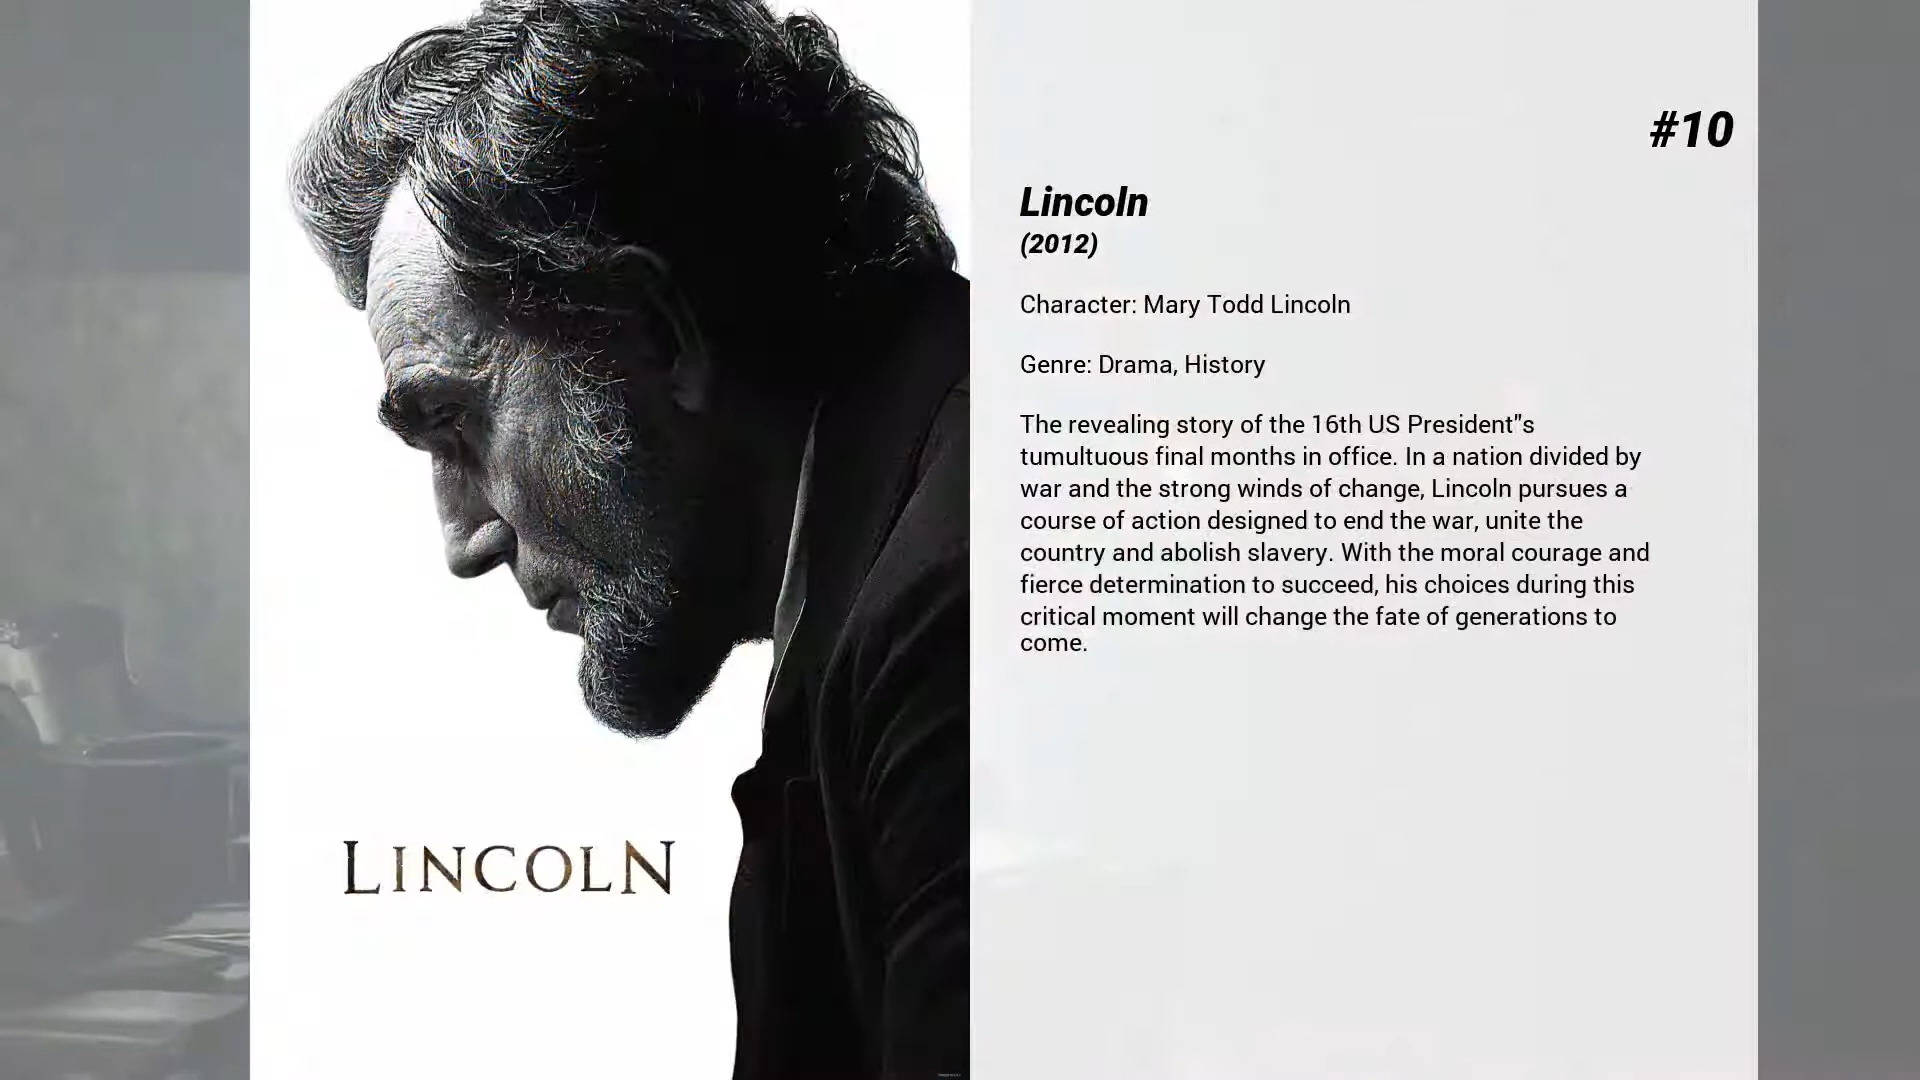 #10
Lincoln
(2012)
Character: Mary Todd Lincoln
Genre: Drama, History
The revealing story of the 16th US President"s
tumultuous final months in office. In a nation divided by
war and the strong winds of change, Lincoln pursues a
course of action designed to end the war, unite the
country and abolish slavery. With the moral courage and
fierce determination to succeed, his choices during this
critical moment will change the fate of generations to
come.
LINCOLN